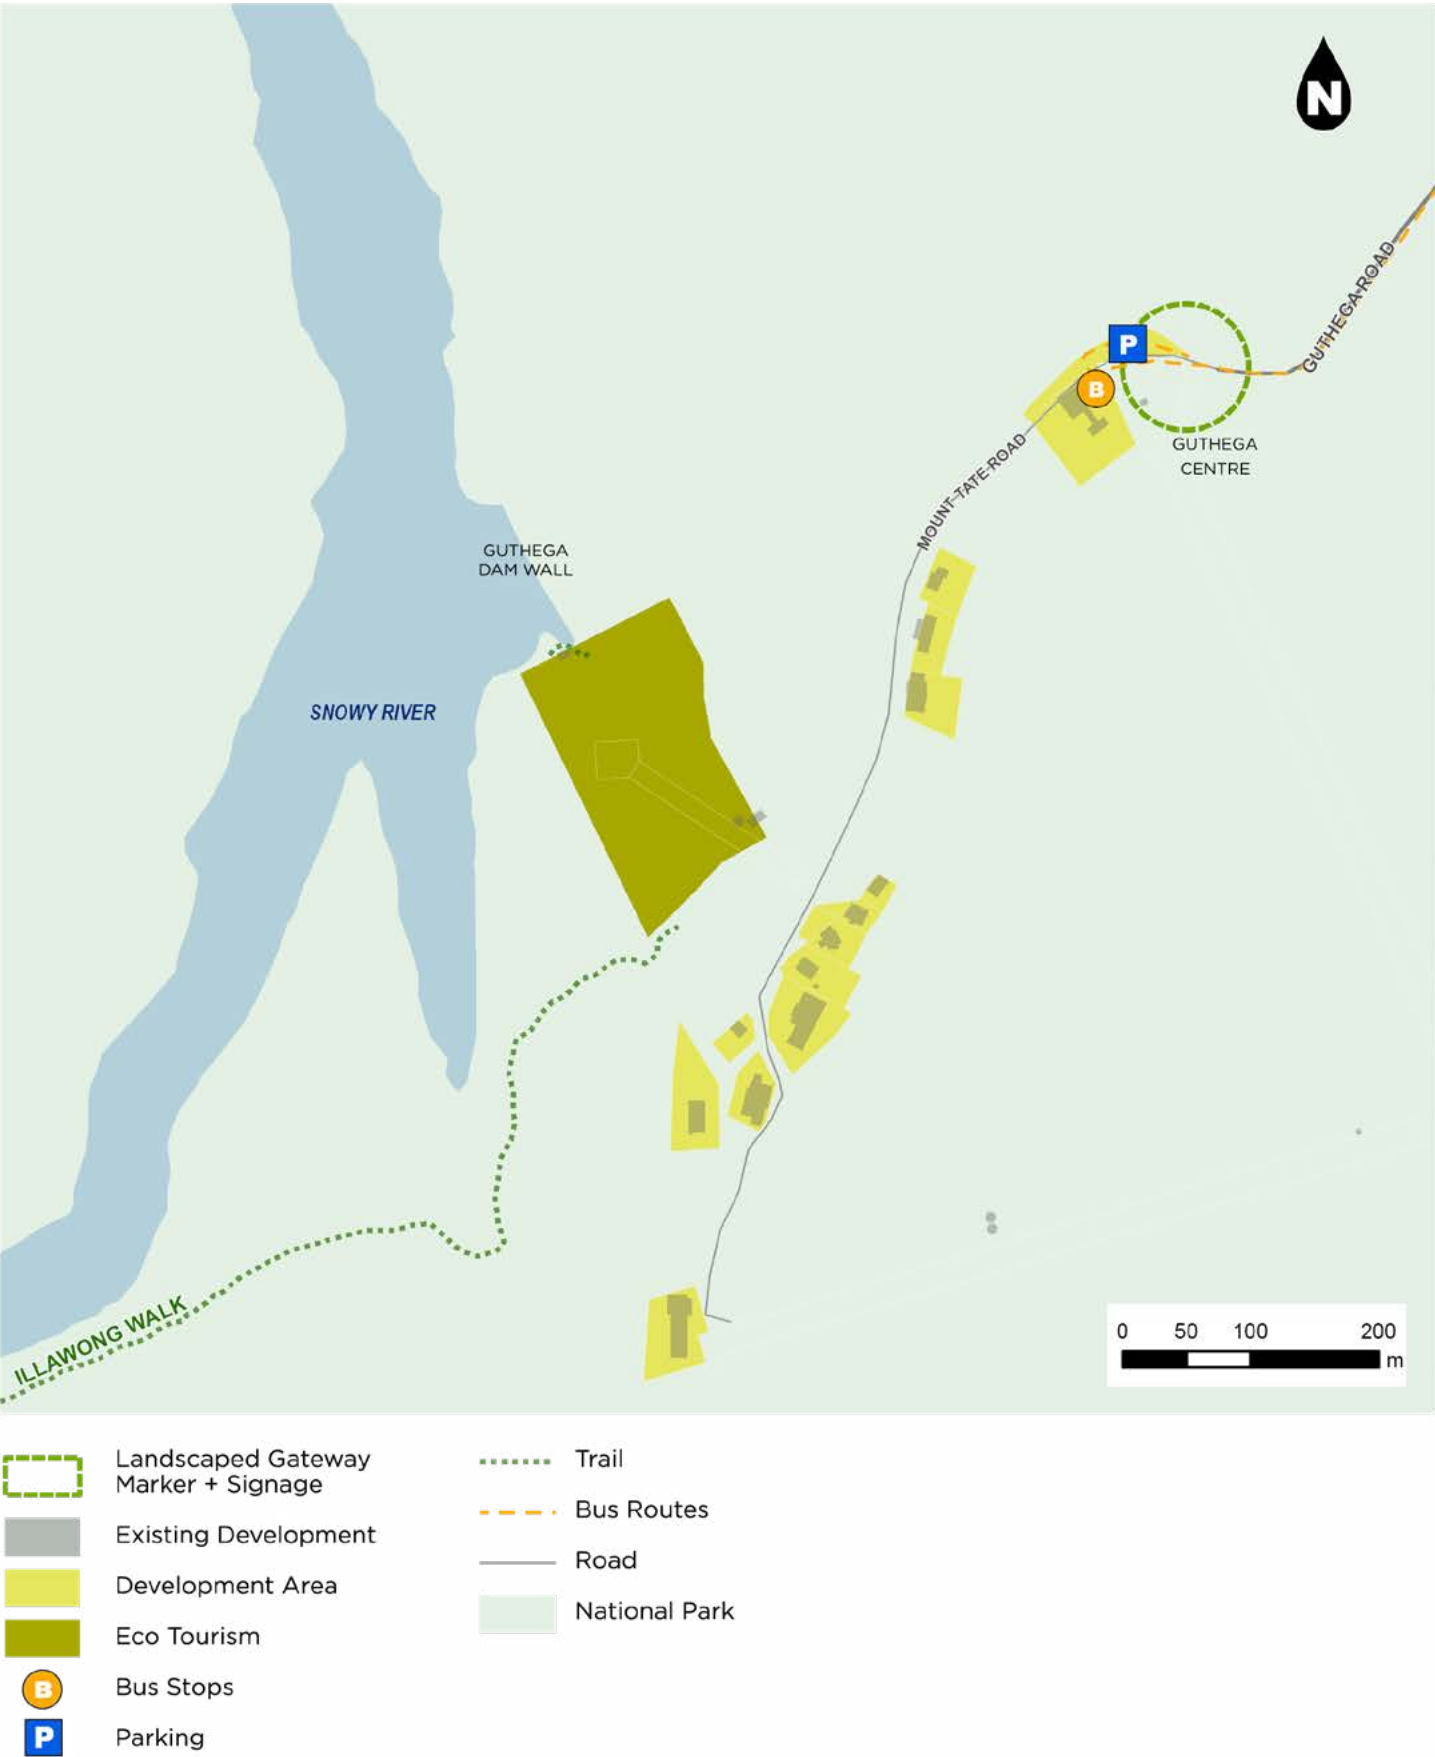 N
GUTHEGA-ROAD
P
B
GUTHEGA
CENTRE
MOUNT-TATE-ROAD
GUTHEGA
DAM WALL
SNOWY RIVER
ILLAWONG WALK
0 50 100 200
m
Landscaped Gateway
Marker + Signage
Existing Development
Development Area
Eco Tourism
B Bus Stops
P Parking
Trail
Bus Routes
Road
National Park